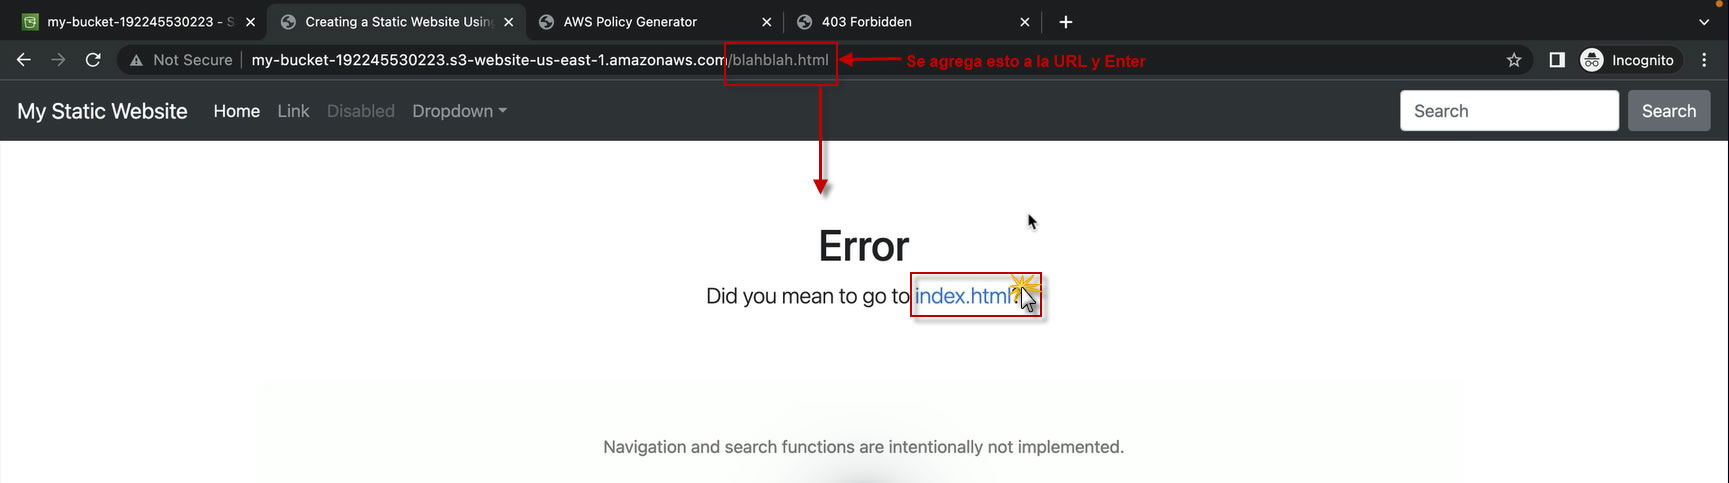 my-bucket-192245530223 - S
Creating a Static Website Using
AWS Policy Generator
403 Forbidden
Not Secure
my-bucket-192245530223.s3-website-us-east-1.amazonaws.com/blahblah.html
Se agrega esto a la URL y Enter
Incognito
My Static Website
Home
Link
Disabled
Dropdown
Search
Search
Error
Did you mean to go to index.html?
Navigation and search functions are intentionally not implemented.